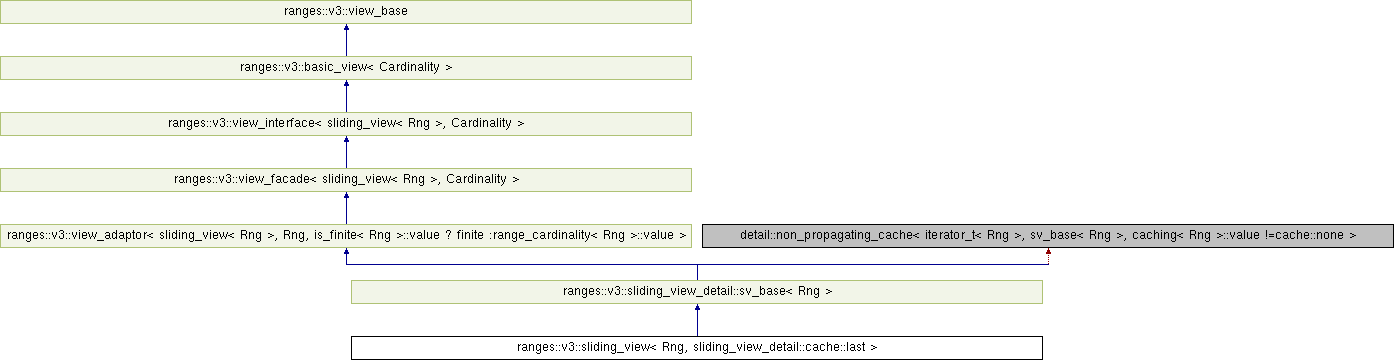 ranges::v3::view_base
ranges::v3::basic_view< Cardinality >
ranges::v3::view_interface< sliding_view< Rng >, Cardinality >
ranges::v3::view_facade< sliding_view< Rng >, Cardinality >
ranges::v3::view_adaptor< sliding_view< Rng >, Rng, is_finite< Rng >::value ? finite :range_cardinality< Rng >::value >
detail::non_propagating_cache< iterator_t< Rng >, sv_base< Rng >, caching< Rng >::value !=cache::none >
ranges::v3::sliding_view_detail::sv_base< Rng >
ranges::v3::sliding_view< Rng, sliding_view_detail::cache::last >